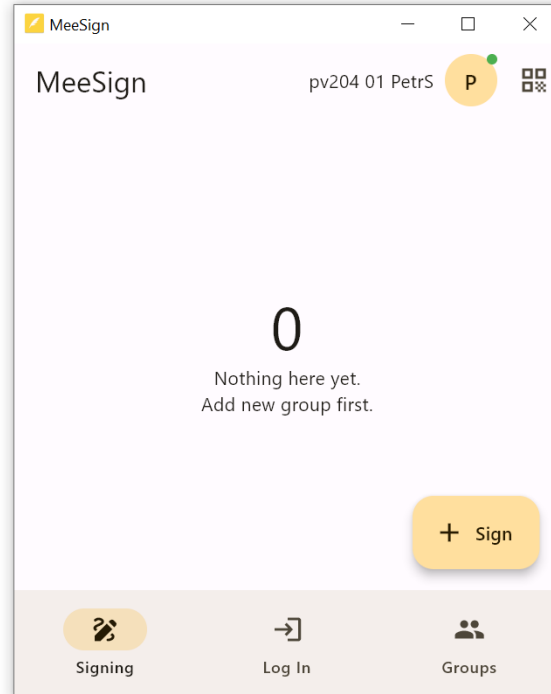 MeeSign
MeeSign
pv204 01 PetrS
P
0
Nothing here yet.
Add new group first.
+ Sign
Signing
Log In
Groups